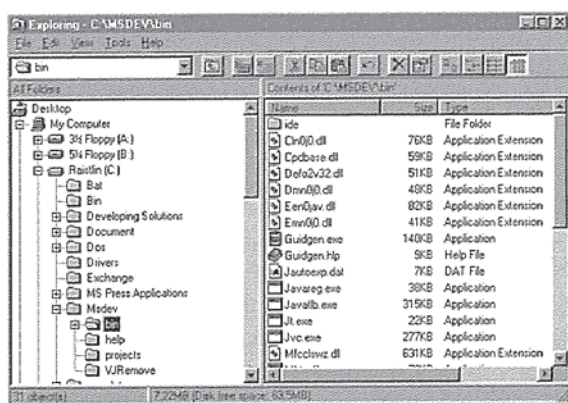 Exploring - C:\MSDEV\bin
File Edit View Tools Help
bin
All Folders
Contents of 'C:\MSDEV\bin'
Desktop
My Computer
3½ Floppy (A:)
5¼ Floppy (B:)
Raistlin (C:)
Bat
Bin
Developing Solutions
Document
Dos
Drivers
Exchange
MS Press Applications
Msdev
bin
help
projects
VJRemove
Name Size Type
ide File Folder
Cln0j0.dll 76KB Application Extension
Cpdbase.dll 59KB Application Extension
Defo2v32.dll 51KB Application Extension
Dmn0j0.dll 48KB Application Extension
Een0jav.dll 82KB Application Extension
Emn0j0.dll 41KB Application Extension
Guidgen.exe 140KB Application
Guidgen.hlp 9KB Help File
Jautoexp.dat 7KB DAT File
Javareg.exe 38KB Application
Javatlb.exe 315KB Application
Jt.exe 22KB Application
Jvc.exe 277KB Application
Mfcclswz.dll 631KB Application Extension
31 object(s)
7.22MB (Disk free space: 63.5MB)